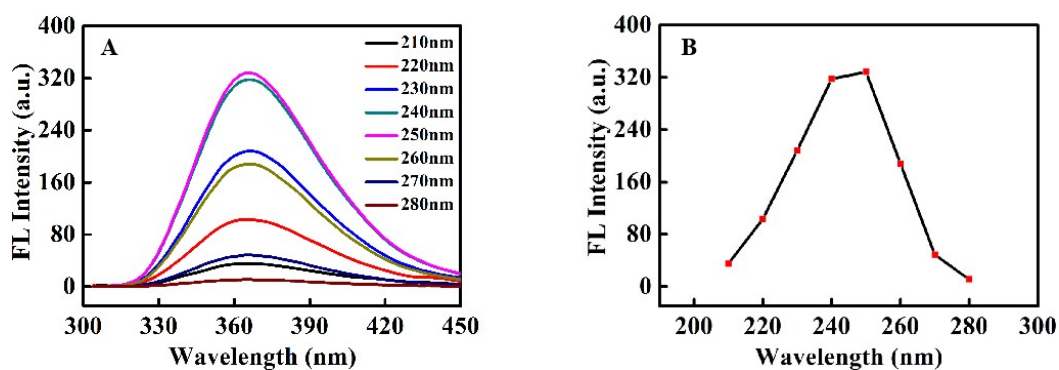 A
FL Intensity (a.u.)
400
320
240
160
80
0
210nm
220nm
230nm
240nm
250nm
260nm
270nm
280nm
300 330 360 390 420 450
Wavelength (nm)
B
FL Intensity (a.u.)
400
320
240
160
80
0
200 220 240 260 280 300
Wavelength (nm)